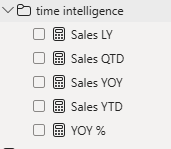 time intelligence
Sales LY
Sales QTD
Sales YOY
Sales YTD
YOY %